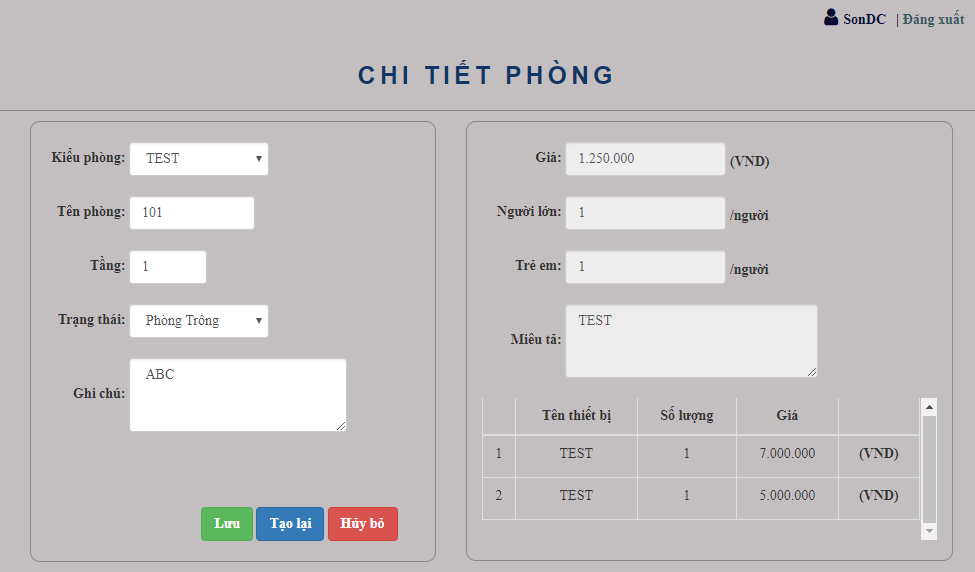 SonDC | Đăng xuất
CHI TIẾT PHÒNG
Kiểu phòng: TEST
Tên phòng: 101
Tầng: 1
Trạng thái: Phòng Trống
Ghi chú: ABC
Lưu Tạo lại Hủy bỏ
Giá: 1.250.000 (VND)
Người lớn: 1 /người
Trẻ em: 1 /người
Miêu tả: TEST
Tên thiết bị Số lượng Giá
1 TEST 1 7.000.000 (VND)
2 TEST 1 5.000.000 (VND)